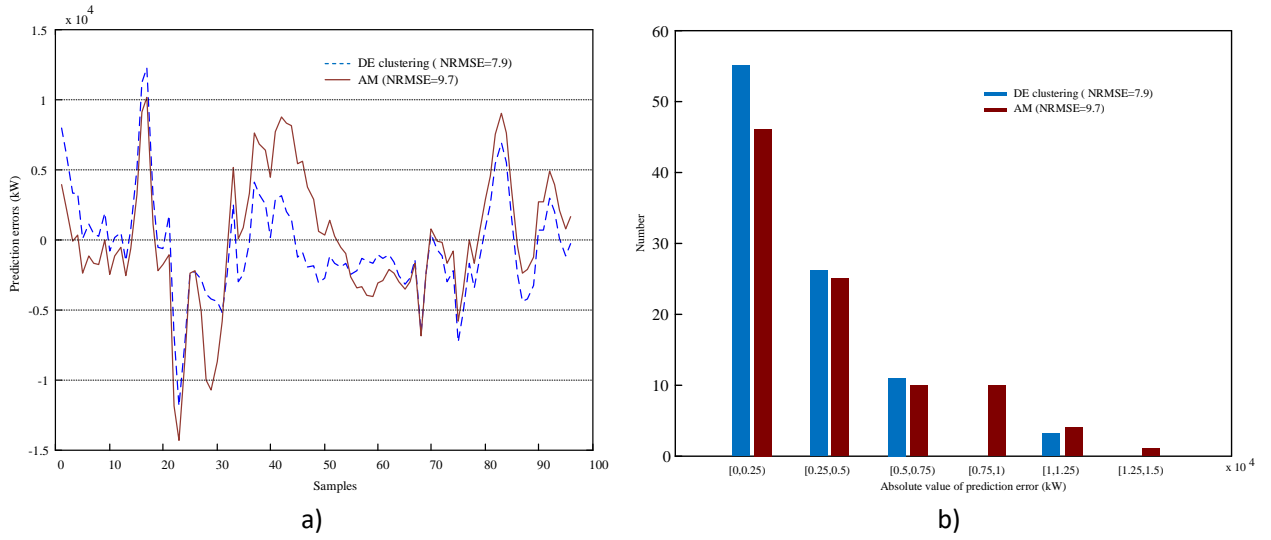 x 10^4
1.5
1
0.5
0
-0.5
-1
-1.5
Prediction errors (kW)
DE clustering ( NRMSE=7.9)
AM (NRMSE=9.7)
0 10 20 30 40 50 60 70 80 90 100
Samples
a)
60
50
40
30
20
10
0
Number
DE clustering ( NRMSE=7.9)
AM (NRMSE=9.7)
[0,0.25) [0.25,0.5) [0.5,0.75) [0.75,1) [1,1.25) [1.25,1.5) x 10^4
Absolute value of prediction error (kW)
b)